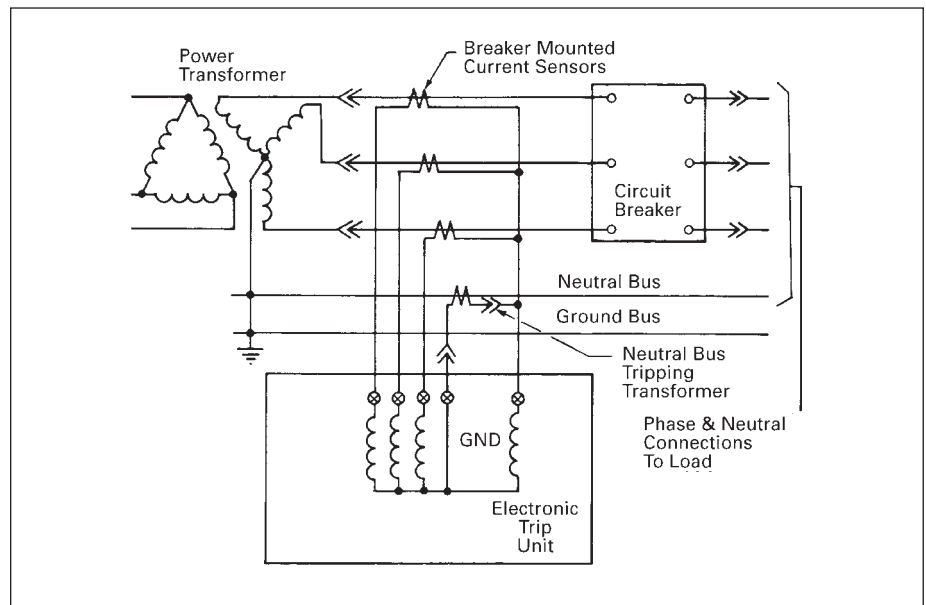 Breaker Mounted
Current Sensors
Power
Transformer
Circuit
Breaker
Neutral Bus
Ground Bus
Neutral Bus
Tripping
Transformer
GND
Phase & Neutral
Connections
To Load
Electronic
Trip
Unit